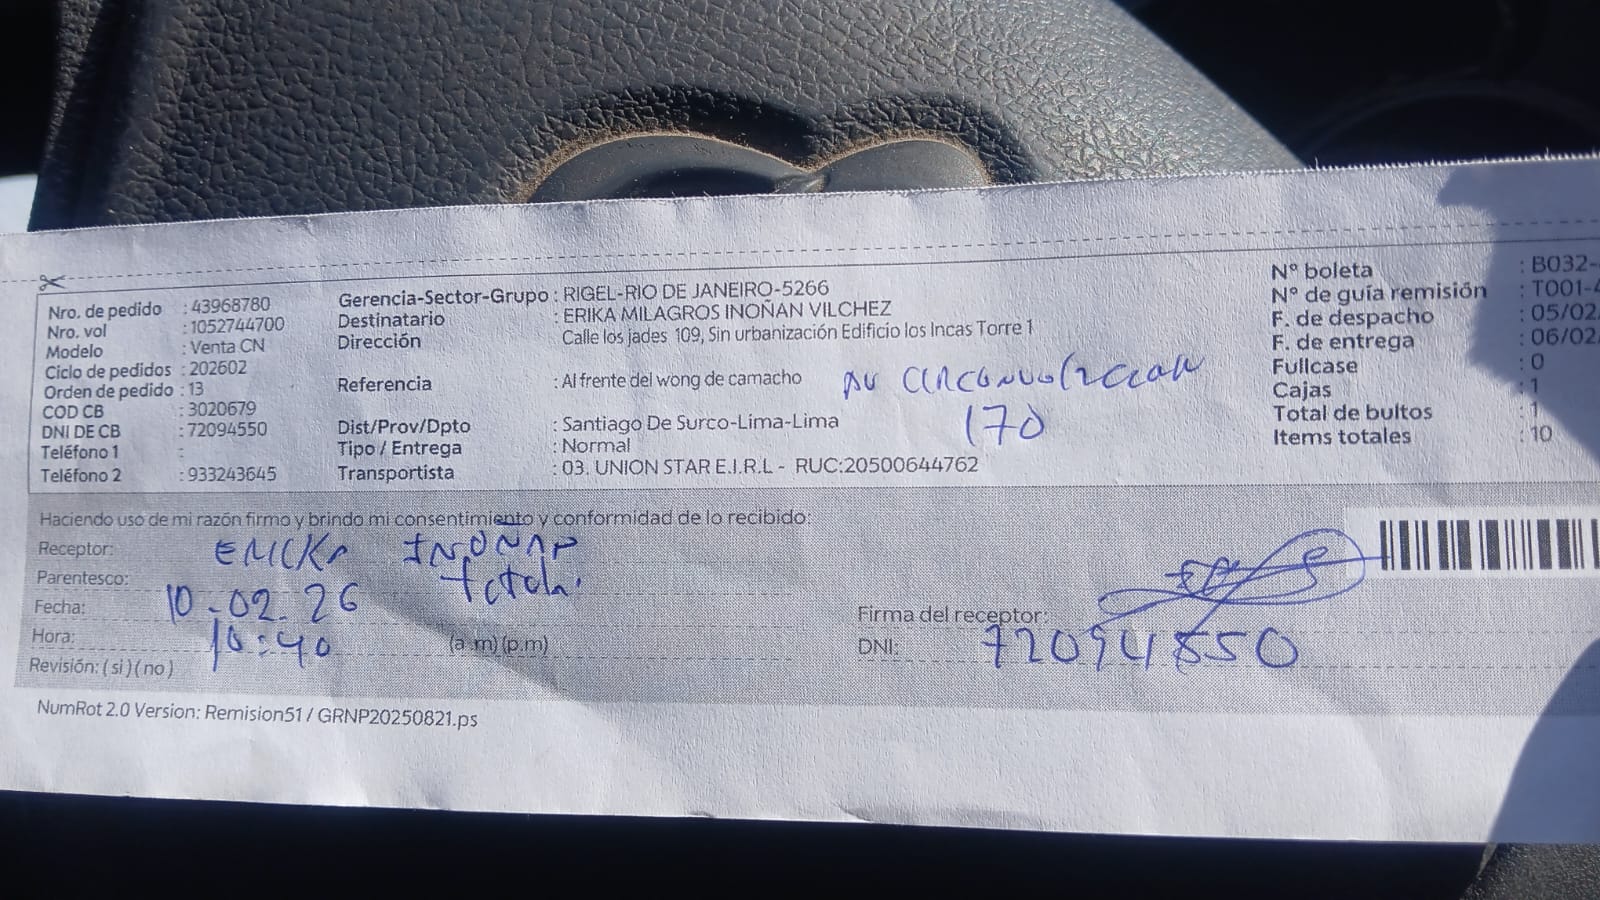 Nro. de pedido : 43968780
Nro. vol : 1052744700
Modelo : Venta CN
Ciclo de pedidos : 202602
Orden de pedido : 13
COD CB : 3020679
DNI DE CB : 72094550
Teléfono 1 :
Teléfono 2 : 933243645
Gerencia-Sector-Grupo : RIGEL-RIO DE JANEIRO-5266
Destinatario : ERIKA MILAGROS INOÑAN VILCHEZ
Dirección : Calle los jades 109, Sin urbanización Edificio los Incas Torre 1
Referencia : Al frente del wong de camacho
170
Dist/Prov/Dpto : Santiago De Surco-Lima-Lima
Tipo / Entrega : Normal
Transportista : 03. UNION STAR E.I.R.L - RUC:20500644762
N° boleta : B032-
N° de guía remisión : T001-4
F. de despacho : 05/02
F. de entrega : 06/02
Fullcase : 0
Cajas : 1
Total de bultos : 1
Items totales : 10
Haciendo uso de mi razón firmo y brindo mi consentimiento y conformidad de lo recibido:
Receptor:
Parentesco:
Fecha: 10-02-26
Hora: 10:40 (a.m) (p.m)
Revisión: ( si ) ( no )
Firma del receptor:
DNI: 72094550
NumRot 2.0 Version: Remision51 / GRNP20250821.ps